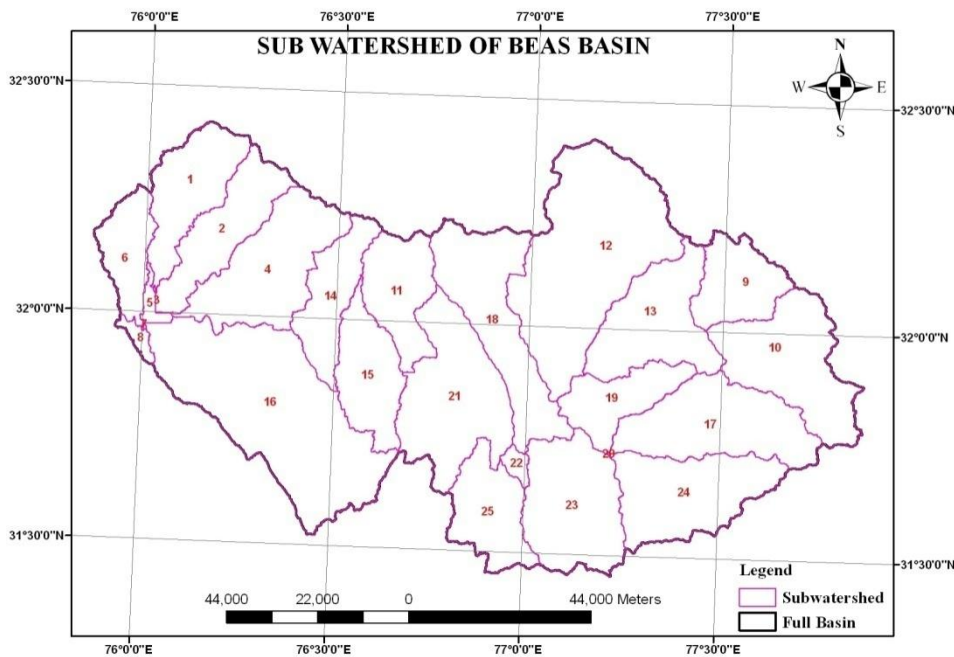 76°0'0"E 76°30'0"E 77°0'0"E 77°30'0"E
SUB WATERSHED OF BEAS BASIN
N
W E
S
32°30'0"N
32°30'0"N
1
2
12
6
4
9
14
11
5 3
13
18
32°0'0"N
32°0'0"N
8
10
15
21
19
16
17
20
22
24
23
25
31°30'0"N
31°30'0"N
Legend
Subwatershed
Full Basin
44,000 22,000 0 44,000 Meters
76°0'0"E 76°30'0"E 77°0'0"E 77°30'0"E